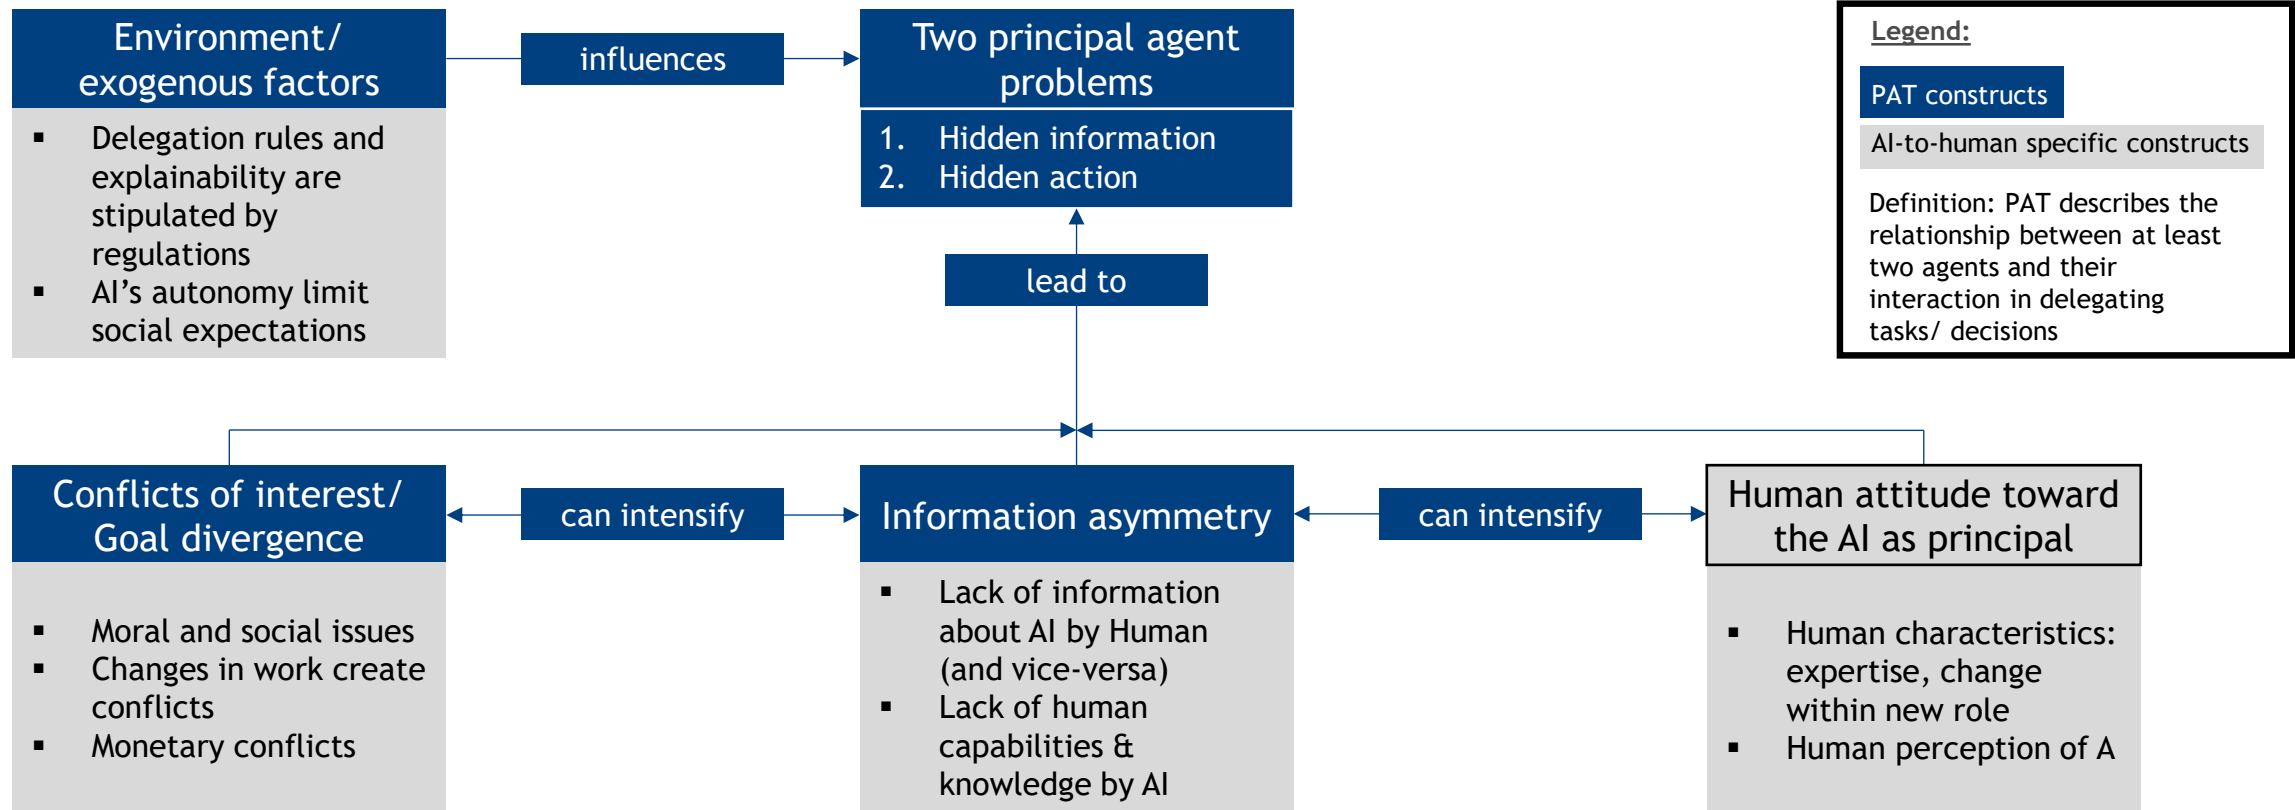 Environment/
exogenous factors
▪ Delegation rules and
explainability are
stipulated by
regulations
▪ AI’s autonomy limit
social expectations
influences
Two principal agent
problems
1. Hidden information
2. Hidden action
Legend:
PAT constructs
AI-to-human specific constructs
Definition: PAT describes the
relationship between at least
two agents and their
interaction in delegating
tasks/ decisions
lead to
Conflicts of interest/
Goal divergence
▪ Moral and social issues
▪ Changes in work create
conflicts
▪ Monetary conflicts
can intensify
Information asymmetry
▪ Lack of information
about AI by Human
(and vice-versa)
▪ Lack of human
capabilities &
knowledge by AI
can intensify
Human attitude toward
the AI as principal
▪ Human characteristics:
expertise, change
within new role
▪ Human perception of A